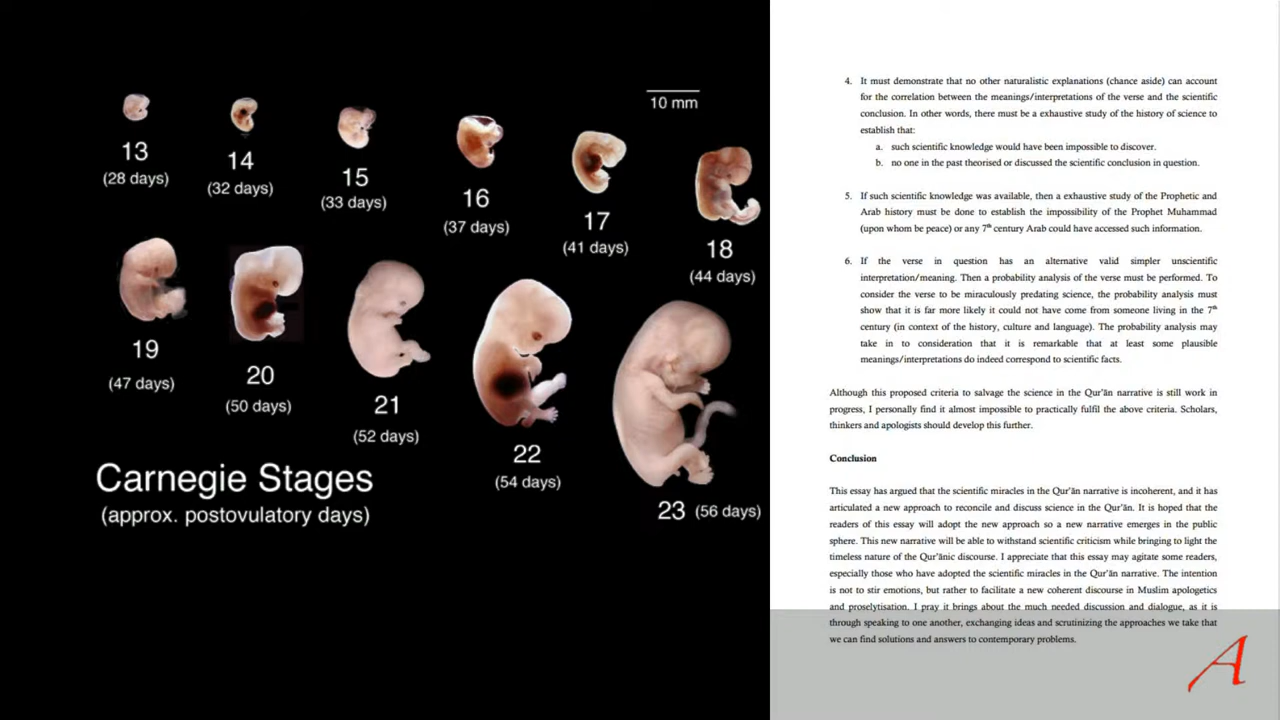 10 mm
13
(28 days)
14
(32 days)
15
(33 days)
16
(37 days)
17
(41 days)
18
(44 days)
19
(47 days)
20
(50 days)
21
(52 days)
22
(54 days)
23 (56 days)
Carnegie Stages
(approx. postovulatory days)
4. It must demonstrate that no other naturalistic explanations (chance aside) can account
for the correlation between the meanings/interpretations of the verse and the scientific
conclusion. In other words, there must be a exhaustive study of the history of science to
establish that:
a. such scientific knowledge would have been impossible to discover.
b. no one in the past theorised or discussed the scientific conclusion in question.
5. If such scientific knowledge was available, then a exhaustive study of the Prophetic and
Arab history must be done to establish the impossibility of the Prophet Muhammad
(upon whom be peace) or any 7th century Arab could have accessed such information.
6. If the verse in question has an alternative valid simpler unscientific
interpretation/meaning. Then a probability analysis of the verse must be performed. To
consider the verse to be miraculously predating science, the probability analysis must
show that it is far more likely it could not have come from someone living in the 7th
century (in context of the history, culture and language). The probability analysis may
take in to consideration that it is remarkable that at least some plausible
meanings/interpretations do indeed correspond to scientific facts.
Although this proposed criteria to salvage the science in the Qur'ān narrative is still work in
progress, I personally find it almost impossible to practically fulfil the above criteria. Scholars,
thinkers and apologists should develop this further.
Conclusion
This essay has argued that the scientific miracles in the Qur'ān narrative is incoherent, and it has
articulated a new approach to reconcile and discuss science in the Qur'ān. It is hoped that the
readers of this essay will adopt the new approach so a new narrative emerges in the public
sphere. This new narrative will be able to withstand scientific criticism while bringing to light the
timeless nature of the Qur'ānic discourse. I appreciate that this essay may agitate some readers,
especially those who have adopted the scientific miracles in the Qur'ān narrative. The intention
is not to stir emotions, but rather to facilitate a new coherent discourse in Muslim apologetics
and proselytisation. I pray it brings about the much needed discussion and dialogue, as it is
through speaking to one another, exchanging ideas and scrutinizing the approaches we take that
we can find solutions and answers to contemporary problems.
A